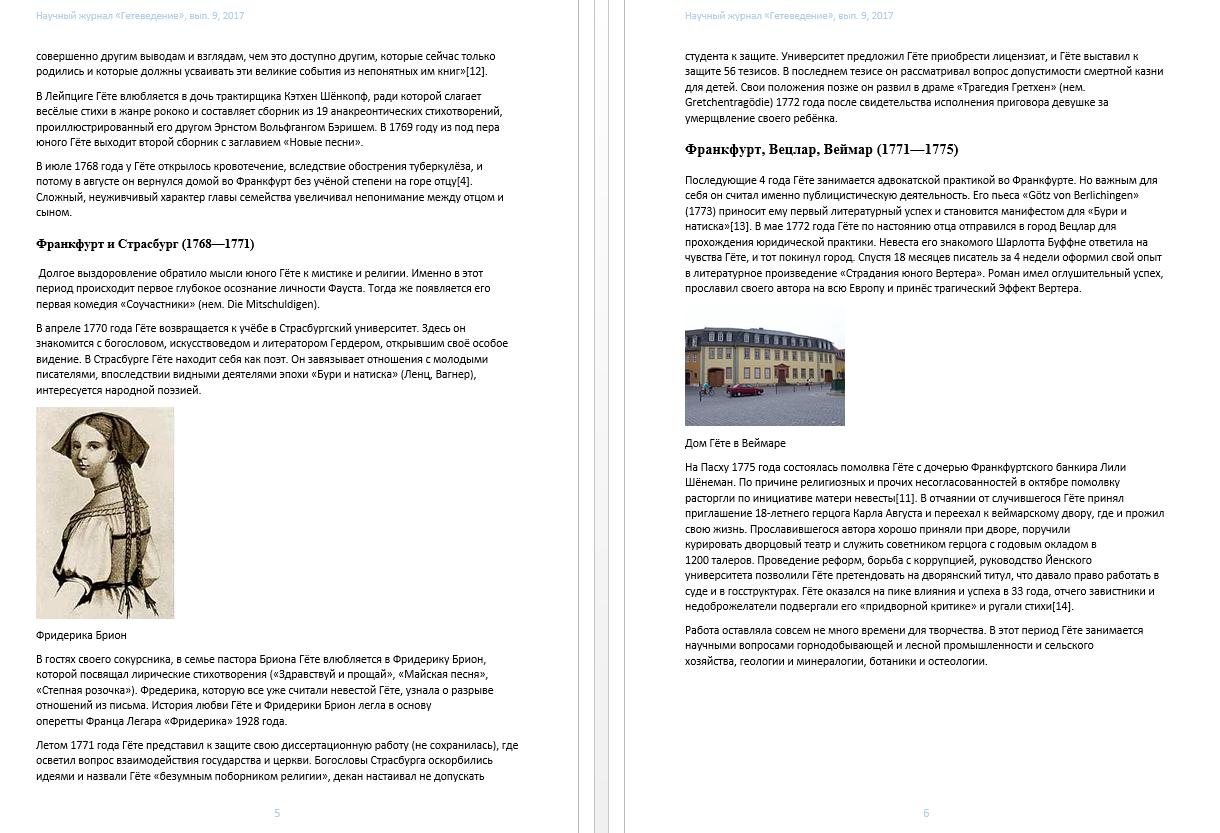 Научный журнал «Гетеведение», вып. 9, 2017
совершенно другим выводам и взглядам, чем это доступно другим, которые сейчас только
родились и которые должны усваивать эти великие события из непонятных им книг»[12].
В Лейпциге Гёте влюбляется в дочь трактирщика Кэтхен Шёнкопф, ради которой слагает
весёлые стихи в жанре рококо и составляет сборник из 19 анакреонтических стихотворений,
проиллюстрированный его другом Эрнстом Вольфгангом Бэришем. В 1769 году из под пера
юного Гёте выходит второй сборник с заглавием «Новые песни».
В июле 1768 года у Гёте открылось кровотечение, вследствие обострения туберкулёза, и
потому в августе он вернулся домой во Франкфурт без учёной степени на горе отцу[4].
Сложный, неуживчивый характер главы семейства увеличивал непонимание между отцом и
сыном.
Франкфурт и Страсбург (1768—1771)
Долгое выздоровление обратило мысли юного Гёте к мистике и религии. Именно в этот
период происходит первое глубокое осознание личности Фауста. Тогда же появляется его
первая комедия «Соучастники» (нем. Die Mitschuldigen).
В апреле 1770 года Гёте возвращается к учёбе в Страсбургский университет. Здесь он
знакомится с богословом, искусствоведом и литератором Гердером, открывшим своё особое
видение. В Страсбурге Гёте находит себя как поэт. Он завязывает отношения с молодыми
писателями, впоследствии видными деятелями эпохи «Бури и натиска» (Ленц, Вагнер),
интересуется народной поэзией.
Фридерика Брион
В гостях своего сокурсника, в семье пастора Бриона Гёте влюбляется в Фридерику Брион,
которой посвящал лирические стихотворения («Здравствуй и прощай», «Майская песня»,
«Степная розочка»). Фредерика, которую все уже считали невестой Гёте, узнала о разрыве
отношений из письма. История любви Гёте и Фридерики Брион легла в основу
оперетты Франца Легара «Фридерика» 1928 года.
Летом 1771 года Гёте представил к защите свою диссертационную работу (не сохранилась), где
осветил вопрос взаимодействия государства и церкви. Богословы Страсбурга оскорбились
идеями и назвали Гёте «безумным поборником религии», декан настаивал не допускать
5
Научный журнал «Гетеведение», вып. 9, 2017
студента к защите. Университет предложил Гёте приобрести лицензиат, и Гёте выставил к
защите 56 тезисов. В последнем тезисе он рассматривал вопрос допустимости смертной казни
для детей. Свои положения позже он развил в драме «Трагедия Гретхен» (нем.
Gretchentragödie) 1772 года после свидетельства исполнения приговора девушке за
умерщвление своего ребёнка.
Франкфурт, Вецлар, Веймар (1771—1775)
Последующие 4 года Гёте занимается адвокатской практикой во Франкфурте. Но важным для
себя он считал именно публицистическую деятельность. Его пьеса «Götz von Berlichingen»
(1773) приносит ему первый литературный успех и становится манифестом для «Бури и
натиска»[13]. В мае 1772 года Гёте по настоянию отца отправился в город Вецлар для
прохождения юридической практики. Невеста его знакомого Шарлотта Буффне ответила на
чувства Гёте, и тот покинул город. Спустя 18 месяцев писатель за 4 недели оформил свой опыт
в литературное произведение «Страдания юного Вертера». Роман имел оглушительный успех,
прославил своего автора на всю Европу и принёс трагический Эффект Вертера.
Дом Гёте в Веймаре
На Пасху 1775 года состоялась помолвка Гёте с дочерью Франкфуртского банкира Лили
Шёнеман. По причине религиозных и прочих несогласованностей в октябре помолвку
расторгли по инициативе матери невесты[11]. В отчаянии от случившегося Гёте принял
приглашение 18-летнего герцога Карла Августа и переехал к веймарскому двору, где и прожил
свою жизнь. Прославившегося автора хорошо приняли при дворе, поручили
курировать дворцовый театр и служить советником герцога с годовым окладом в
1200 талеров. Проведение реформ, борьба с коррупцией, руководство Йенского
университета позволили Гёте претендовать на дворянский титул, что давало право работать в
суде и в госструктурах. Гёте оказался на пике влияния и успеха в 33 года, отчего завистники и
недоброжелатели подвергали его «придворной критике» и ругали стихи[14].
Работа оставляла совсем не много времени для творчества. В этот период Гёте занимается
научными вопросами горнодобывающей и лесной промышленности и сельского
хозяйства, геологии и минералогии, ботаники и остеологии.
6